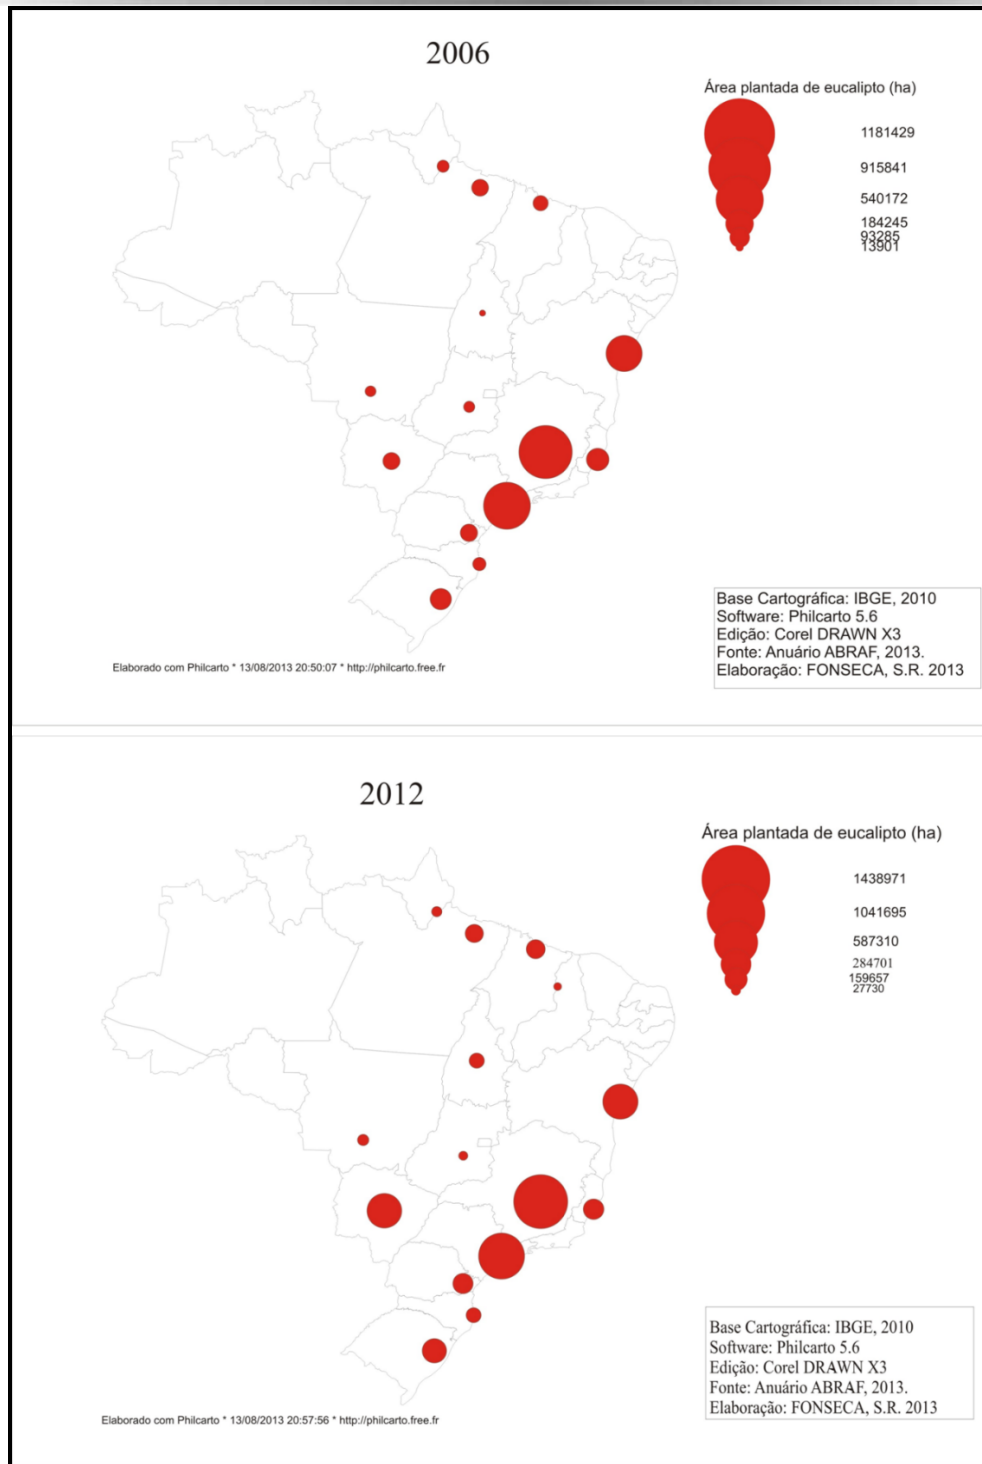 2006
Área plantada de eucalipto (ha)
1181429
915841
540172
184245
93285
13901
Base Cartográfica: IBGE, 2010
Software: Philcarto 5.6
Edição: Corel DRAWN X3
Fonte: Anuário ABRAF, 2013.
Elaboração: FONSECA, S.R. 2013
Elaborado com Philcarto * 13/08/2013 20:50:07 * http://philcarto.free.fr
2012
Área plantada de eucalipto (ha)
1438971
1041695
587310
284701
159657
27730
Base Cartográfica: IBGE, 2010
Software: Philcarto 5.6
Edição: Corel DRAWN X3
Fonte: Anuário ABRAF, 2013.
Elaboração: FONSECA, S.R. 2013
Elaborado com Philcarto * 13/08/2013 20:57:56 * http://philcarto.free.fr